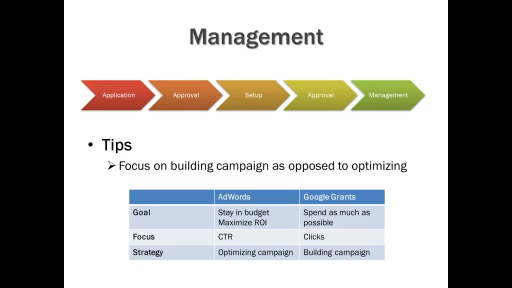 Management
Application Approval Setup Approval Management
• Tips
➢ Focus on building campaign as opposed to optimizing
AdWords Google Grants
Goal Stay in budget Spend as much as
Maximize ROI possible
Focus CTR Clicks
Strategy Optimizing campaign Building campaign